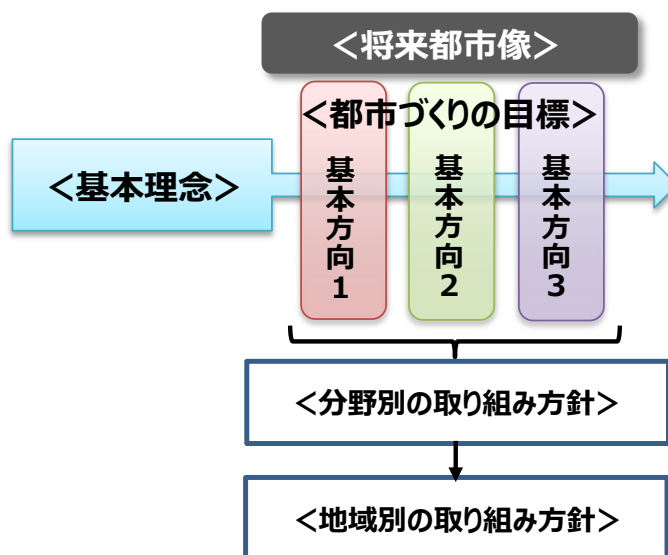 ＜将来都市像＞
＜都市づくりの目標＞
＜基本理念＞
基本方向1
基本方向2
基本方向3
＜分野別の取り組み方針＞
＜地域別の取り組み方針＞